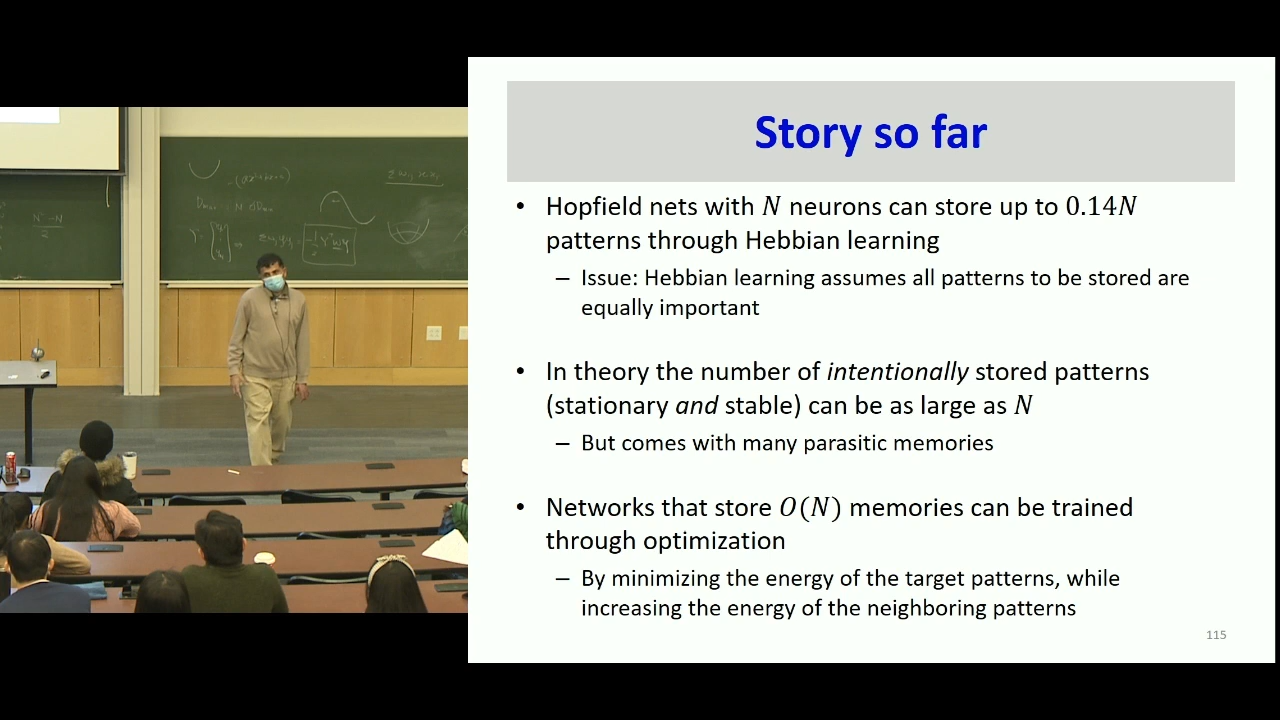 Story so far
• Hopfield nets with N neurons can store up to 0.14N
patterns through Hebbian learning
– Issue: Hebbian learning assumes all patterns to be stored are
equally important
• In theory the number of intentionally stored patterns
(stationary and stable) can be as large as N
– But comes with many parasitic memories
• Networks that store O(N) memories can be trained
through optimization
– By minimizing the energy of the target patterns, while
increasing the energy of the neighboring patterns
115